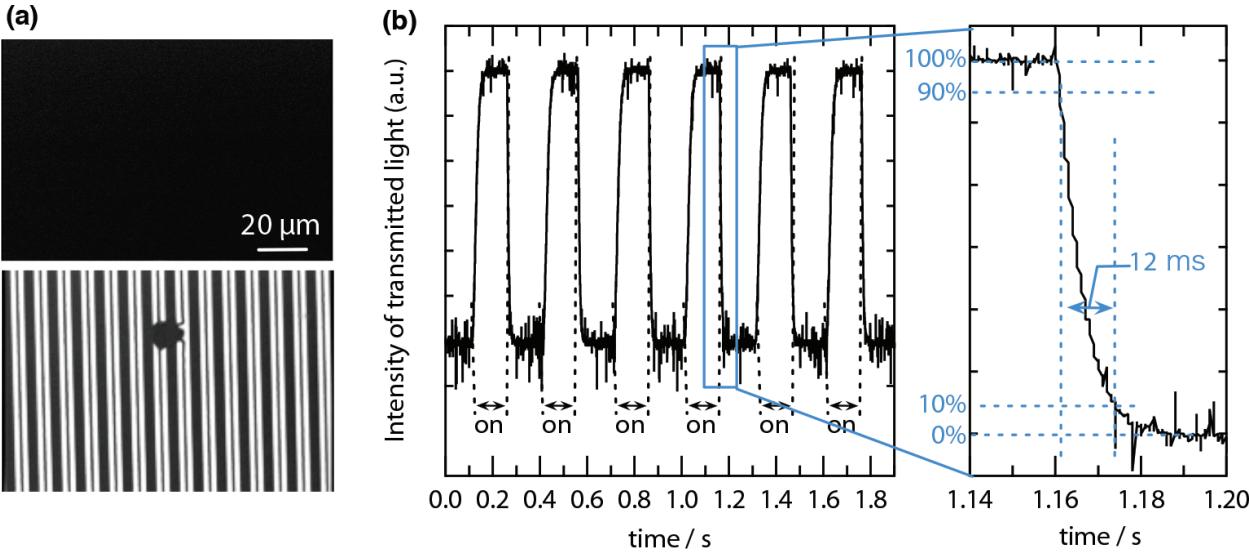 (a)
20 µm
(b)
Intensity of transmitted light (a.u.)
on on on on on on
0.0 0.2 0.4 0.6 0.8 1.0 1.2 1.4 1.6 1.8
time / s
100%
90%
12 ms
10%
0%
1.14 1.16 1.18 1.20
time / s